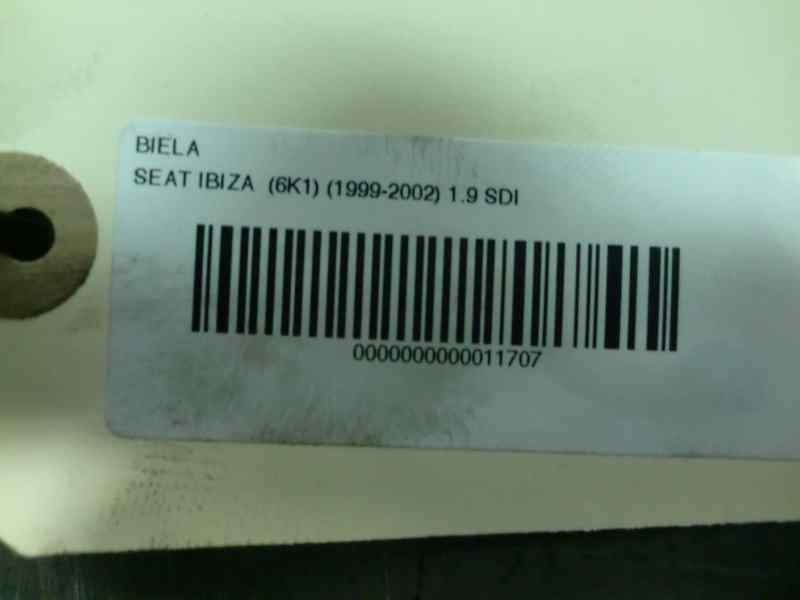 BIELA
SEAT IBIZA (6K1) (1999-2002) 1.9 SDI
0000000000011707